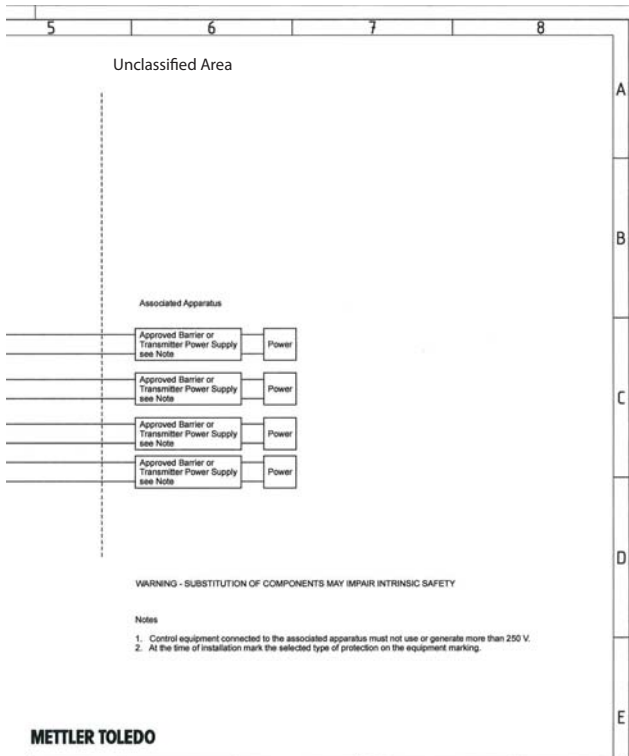 5 6 7 8
Unclassified Area
A
B
Associated Apparatus
Approved Barrier or
Transmitter Power Supply
see Note
Power
C
Approved Barrier or
Transmitter Power Supply
see Note
Power
Approved Barrier or
Transmitter Power Supply
see Note
Power
Approved Barrier or
Transmitter Power Supply
see Note
Power
D
WARNING - SUBSTITUTION OF COMPONENTS MAY IMPAIR INTRINSIC SAFETY
Notes
1. Control equipment connected to the associated apparatus must not use or generate more than 250 V.
2. At the time of installation mark the selected type of protection on the equipment marking.
E
METTLER TOLEDO